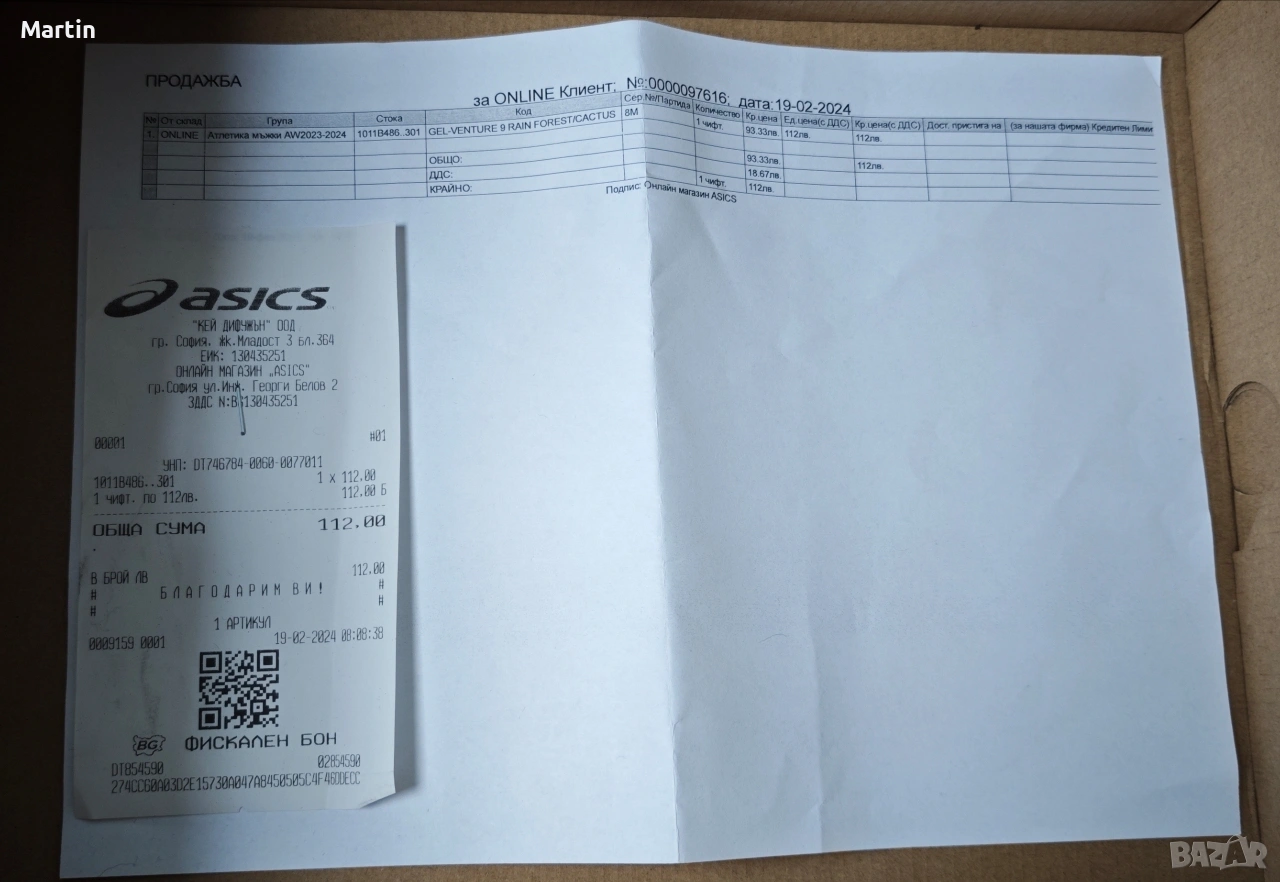 Martin
ПРОДАЖБА
за ONLINE Клиент; №:0000097616; дата:19-02-2024
№ От склад Група Стока Код Сер.№/Партида Количество Кр.цена Ед.цена(с ДДС) Кр.цена(с ДДС) Дост. пристига на (за нашата фирма) Кредитен Лими
1. ONLINE Атлетика мъжки AW2023-2024 1011B486..301 GEL-VENTURE 9 RAIN FOREST/CACTUS 8M 1 чифт. 93.33лв. 112лв. 112лв.
ОБЩО: 93.33лв. 112лв.
ДДС: 18.67лв.
КРАЙНО: 1 чифт. 112лв.
Подпис: Онлайн магазин ASICS
asics
"КЕЙ ДИФУЖЪН" ООД
гр. София, жк.Младост 3 бл.364
ЕИК: 130435251
ОНЛАЙН МАГАЗИН „ASICS"
гр.София ул.Инж. Георги Белов 2
ЗДДС N:BG130435251
00001 #01
УНП: DT746784-0060-0077011
1011B486..301 1 x 112.00
1 чифт. по 112лв. 112.00 Б
ОБЩА СУМА 112.00
.
В БРОЙ ЛВ 112.00
# БЛАГОДАРИМ ВИ! #
# #
1 АРТИКУЛ
0009159 0001 19-02-2024 08:08:38
BG ФИСКАЛЕН БОН
DT854590 02854590
274CC60A03D2E15730A047A8450505C4F46DDECC
BAZAR